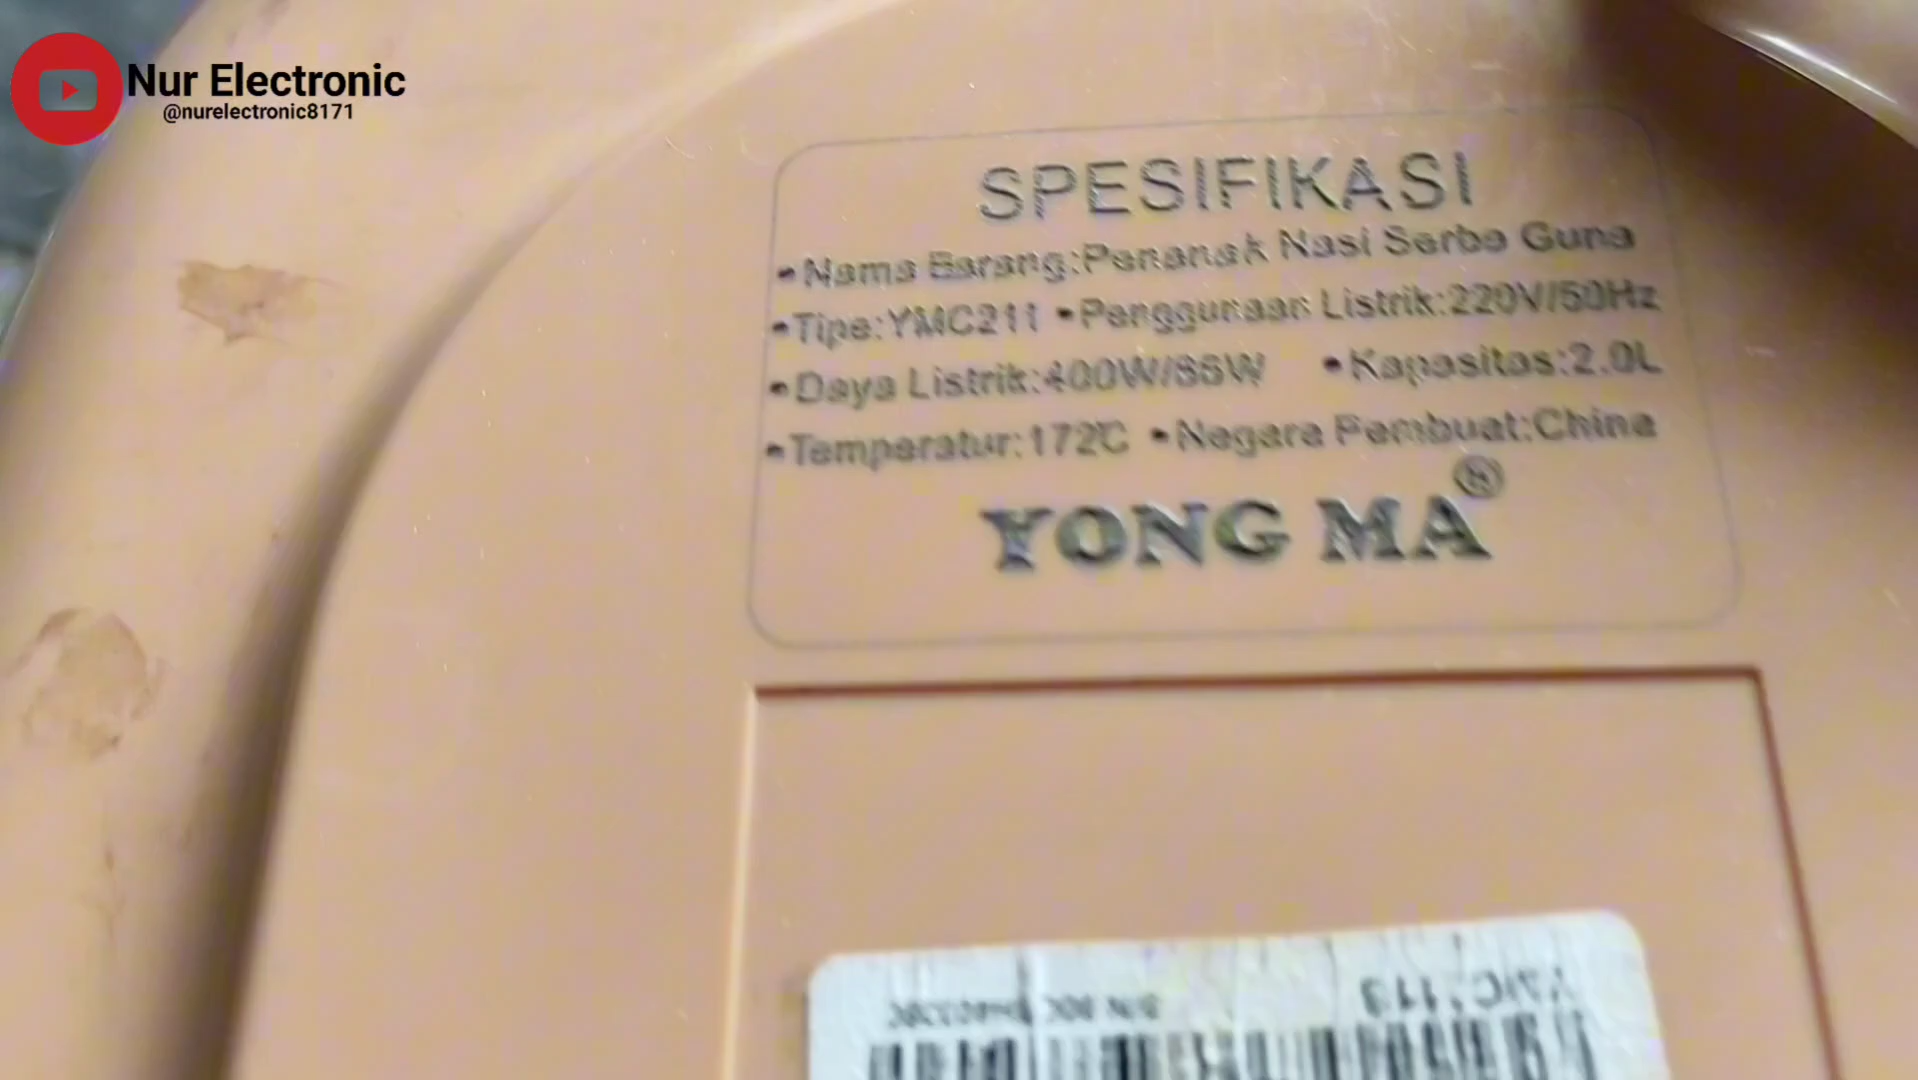 Nur Electronic
@nurelectronic8171
SPESIFIKASI
•Nama Barang:Penanak Nasi Serba Guna
•Tipe:YMC211 •Penggunaan Listrik:220V/50Hz
•Daya Listrik:400W/ •Kapasitas:2.0L
•Temperatur:172℃ •Negara Pembuat:China
YONG MA®